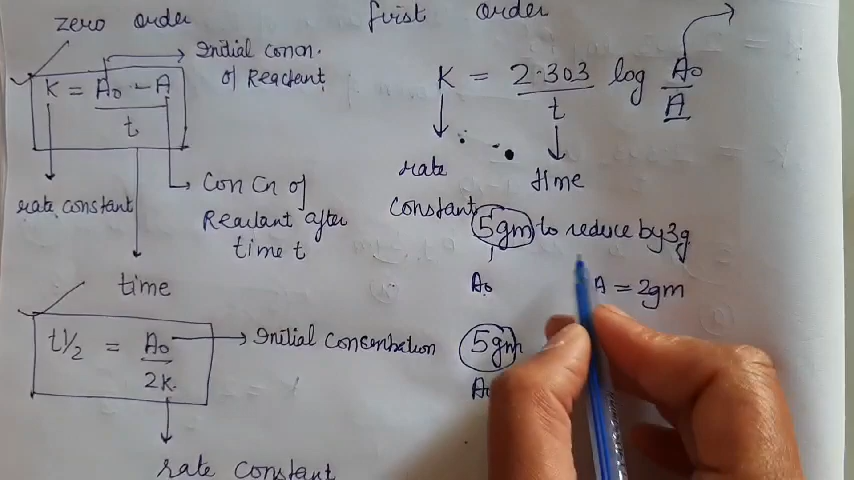 zero order
Initial concn.
of Reactant
K = A₀ - A
t
rate constant
Concn of
Reactant after
time t
time
t1/2 = A₀
2K.
Initial Concentration
rate constant
first order
K = 2.303 log A₀
t A
rate
Constant
time
5gm to reduce by 3g
A₀ A = 2gm
5gm